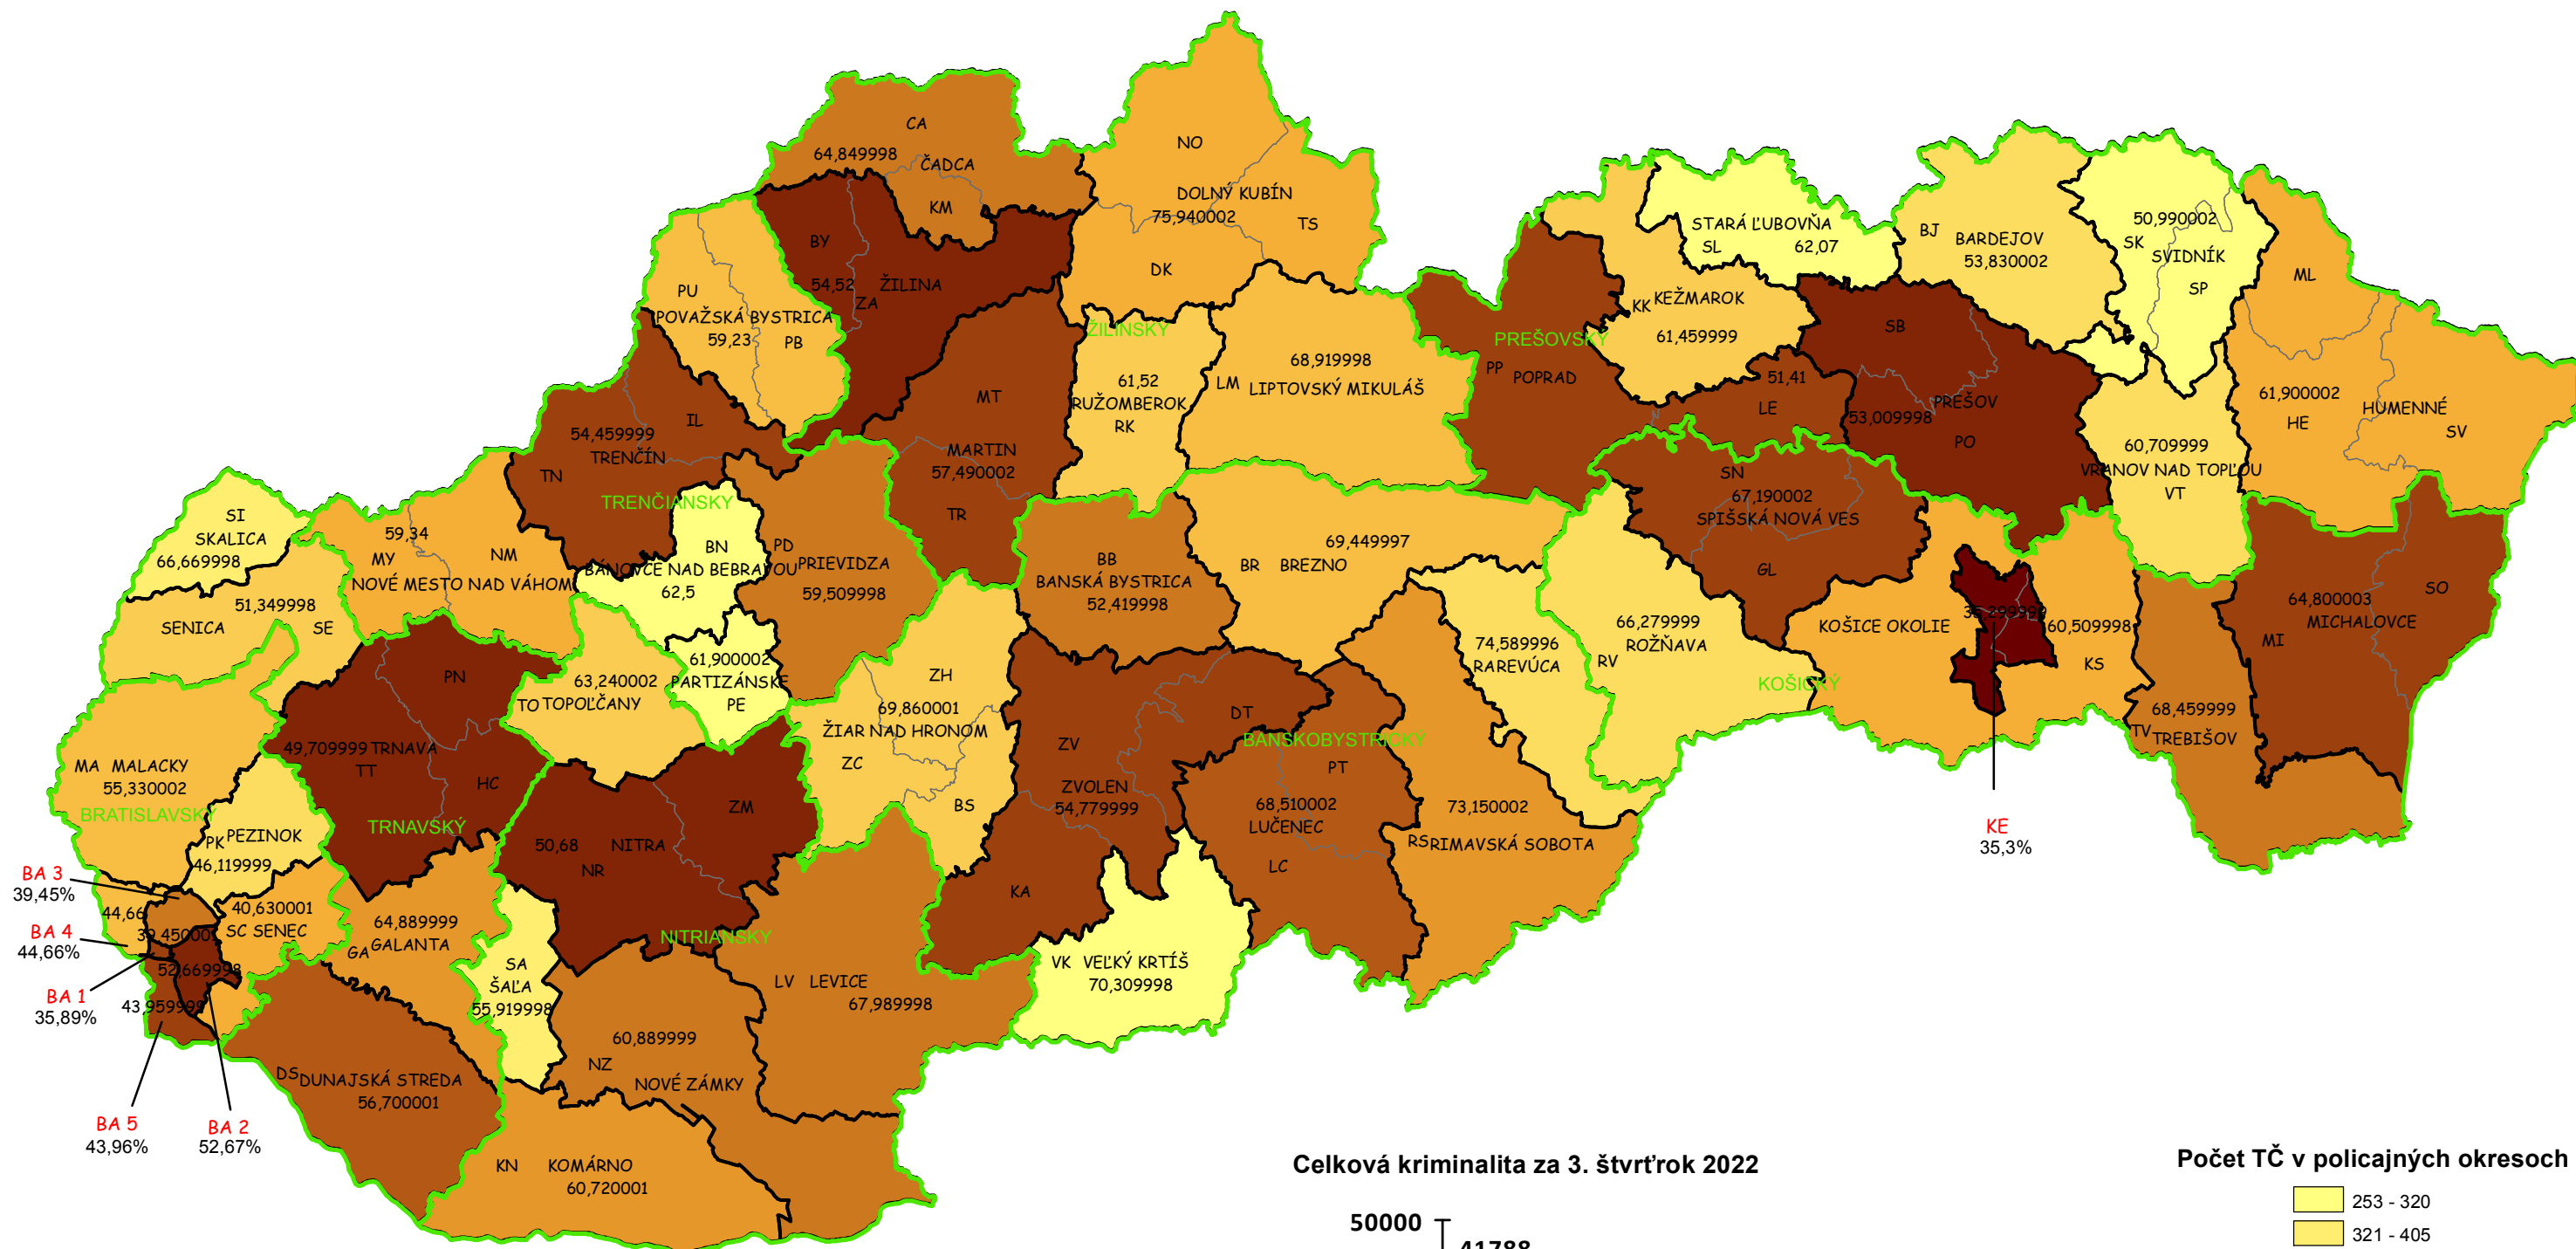 CA
64,849998
ČADCA
KM
NO
DOLNÝ KUBÍN
75,940002
TS
DK
BY
54,52
ZA
ŽILINA
PU
POVAŽSKÁ BYSTRICA
59,23
PB
STARÁ ĽUBOVŇA
SL
62,07
BJ
BARDEJOV
53,830002
50,990002
SK
SVIDNÍK
SP
ML
KK
KEŽMAROK
61,459999
ŽILINSKÝ
PREŠOVSKÝ
SB
61,52
RUŽOMBEROK
RK
68,919998
LM
LIPTOVSKÝ MIKULÁŠ
PP
POPRAD
51,41
LE
53,009998
PREŠOV
PO
61,900002
HE
HUMENNÉ
SV
MT
MARTIN
57,490002
TR
IL
54,459999
TRENČÍN
TN
TRENČIANSKY
60,709999
VRANOV NAD TOPĽOU
VT
SN
67,190002
SPIŠSKÁ NOVÁ VES
GL
SI
SKALICA
66,669998
59,34
MY
NM
NOVÉ MESTO NAD VÁHOM
BN
BÁNOVCE NAD BEBRAVOU
62,5
PD
PRIEVIDZA
59,509998
BB
BANSKÁ BYSTRICA
52,419998
69,449997
BR
BREZNO
51,349998
SENICA
SE
74,589996
RA
REVÚCA
66,279999
ROŽŇAVA
RV
KOŠICE OKOLIE
35,299999
60,509998
KS
64,800003
MICHALOVCE
MI
SO
KOŠICKÝ
61,900002
PARTIZÁNSKE
PE
63,240002
TO
TOPOĽČANY
PN
ZH
69,860001
ŽIAR NAD HRONOM
ZC
BS
DT
BANSKOBYSTRICKÝ
ZV
ZVOLEN
54,779999
PT
68,510002
LUČENEC
LC
73,150002
RS
RIMAVSKÁ SOBOTA
68,459999
TV
TREBIŠOV
49,709999
TRNAVA
TT
HC
MA
MALACKY
55,330002
BRATISLAVSKÝ
TRNAVSKÝ
PK
PEZINOK
46,119999
50,68
NITRA
NR
ZM
KA
KE
35,3%
BA 3
39,45%
44,66
39,450001
40,630001
SC
SENEC
64,889999
GA
GALANTA
NITRIANSKY
BA 4
44,66%
52,669998
43,959999
SA
ŠAĽA
55,919998
LV
LEVICE
67,989998
VK
VEĽKÝ KRTÍŠ
70,309998
BA 1
35,89%
60,889999
NZ
NOVÉ ZÁMKY
DS
DUNAJSKÁ STREDA
56,700001
BA 5
43,96%
BA 2
52,67%
KN
KOMÁRNO
60,720001
Celková kriminalita za 3. štvrťrok 2022
50000
41788
Počet TČ v policajných okresoch
253 - 320
321 - 405